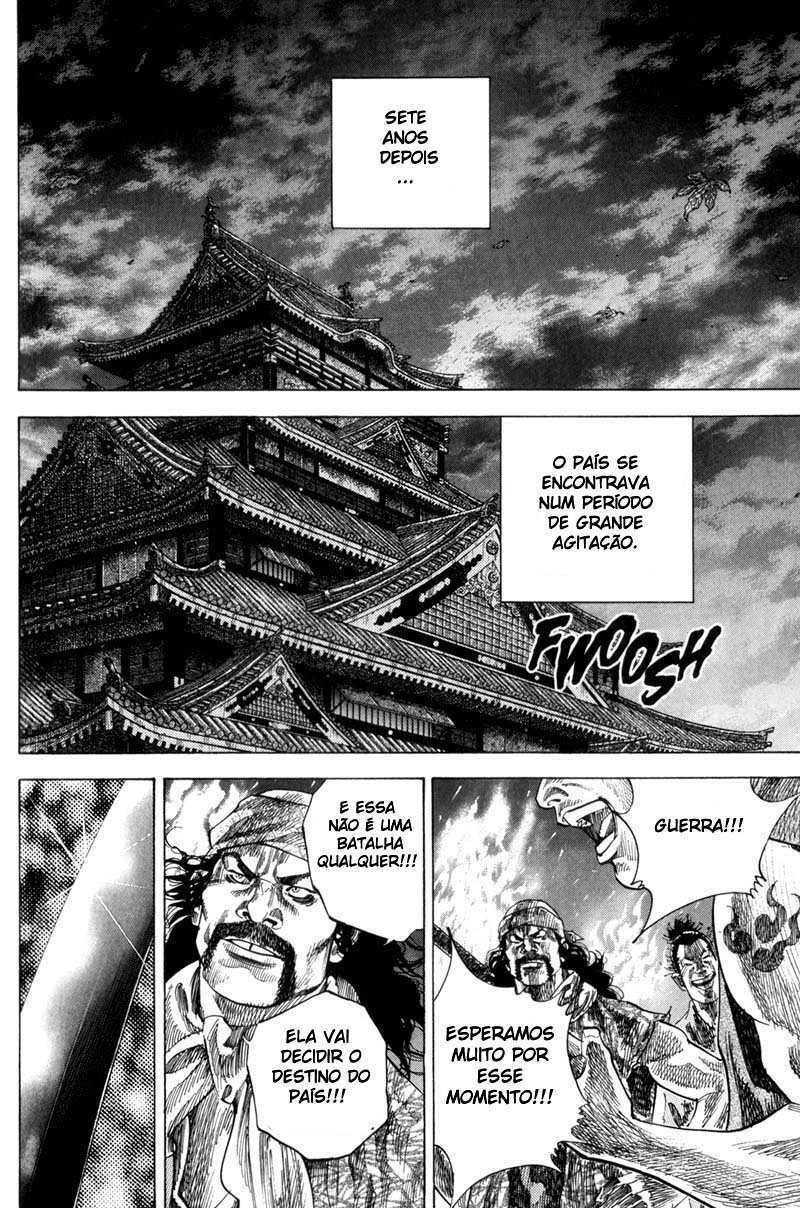 SETE
ANOS
DEPOIS
...
O PAÍS SE
ENCONTRAVA
NUM PERÍODO
DE GRANDE
AGITAÇÃO.
FWOOSH
GUERRA!!!
ESPERAMOS
MUITO POR
ESSE
MOMENTO!!!
E ESSA
NÃO É UMA
BATALHA
QUALQUER!!!
ELA VAI
DECIDIR O
DESTINO DO
PAÍS!!!